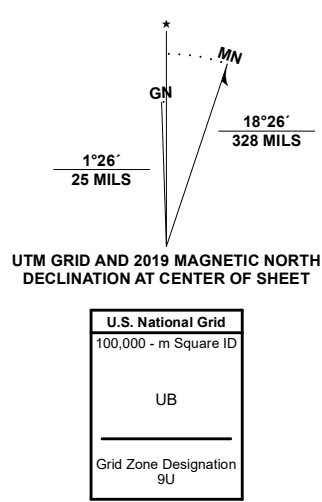 ★
MN
GN
18°26´
328 MILS
1°26´
25 MILS
UTM GRID AND 2019 MAGNETIC NORTH
DECLINATION AT CENTER OF SHEET
U.S. National Grid
100,000 - m Square ID
UB
Grid Zone Designation
9U